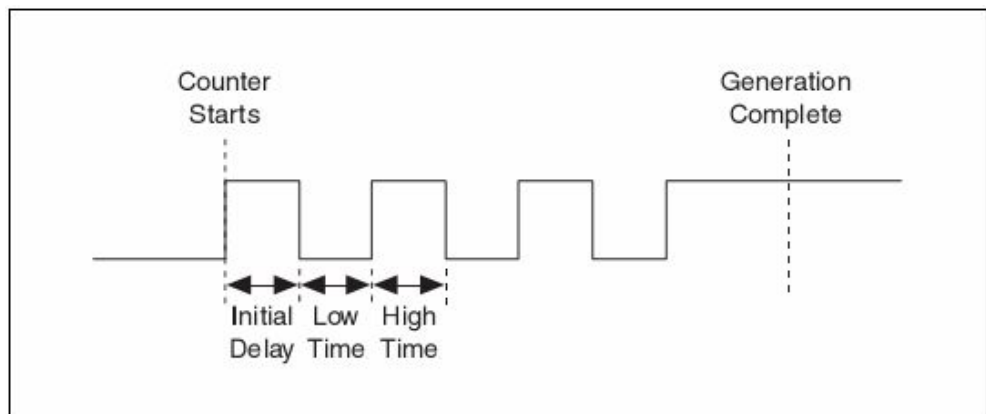 Counter
Starts
Generation
Complete
Initial
Delay
Low
Time
High
Time